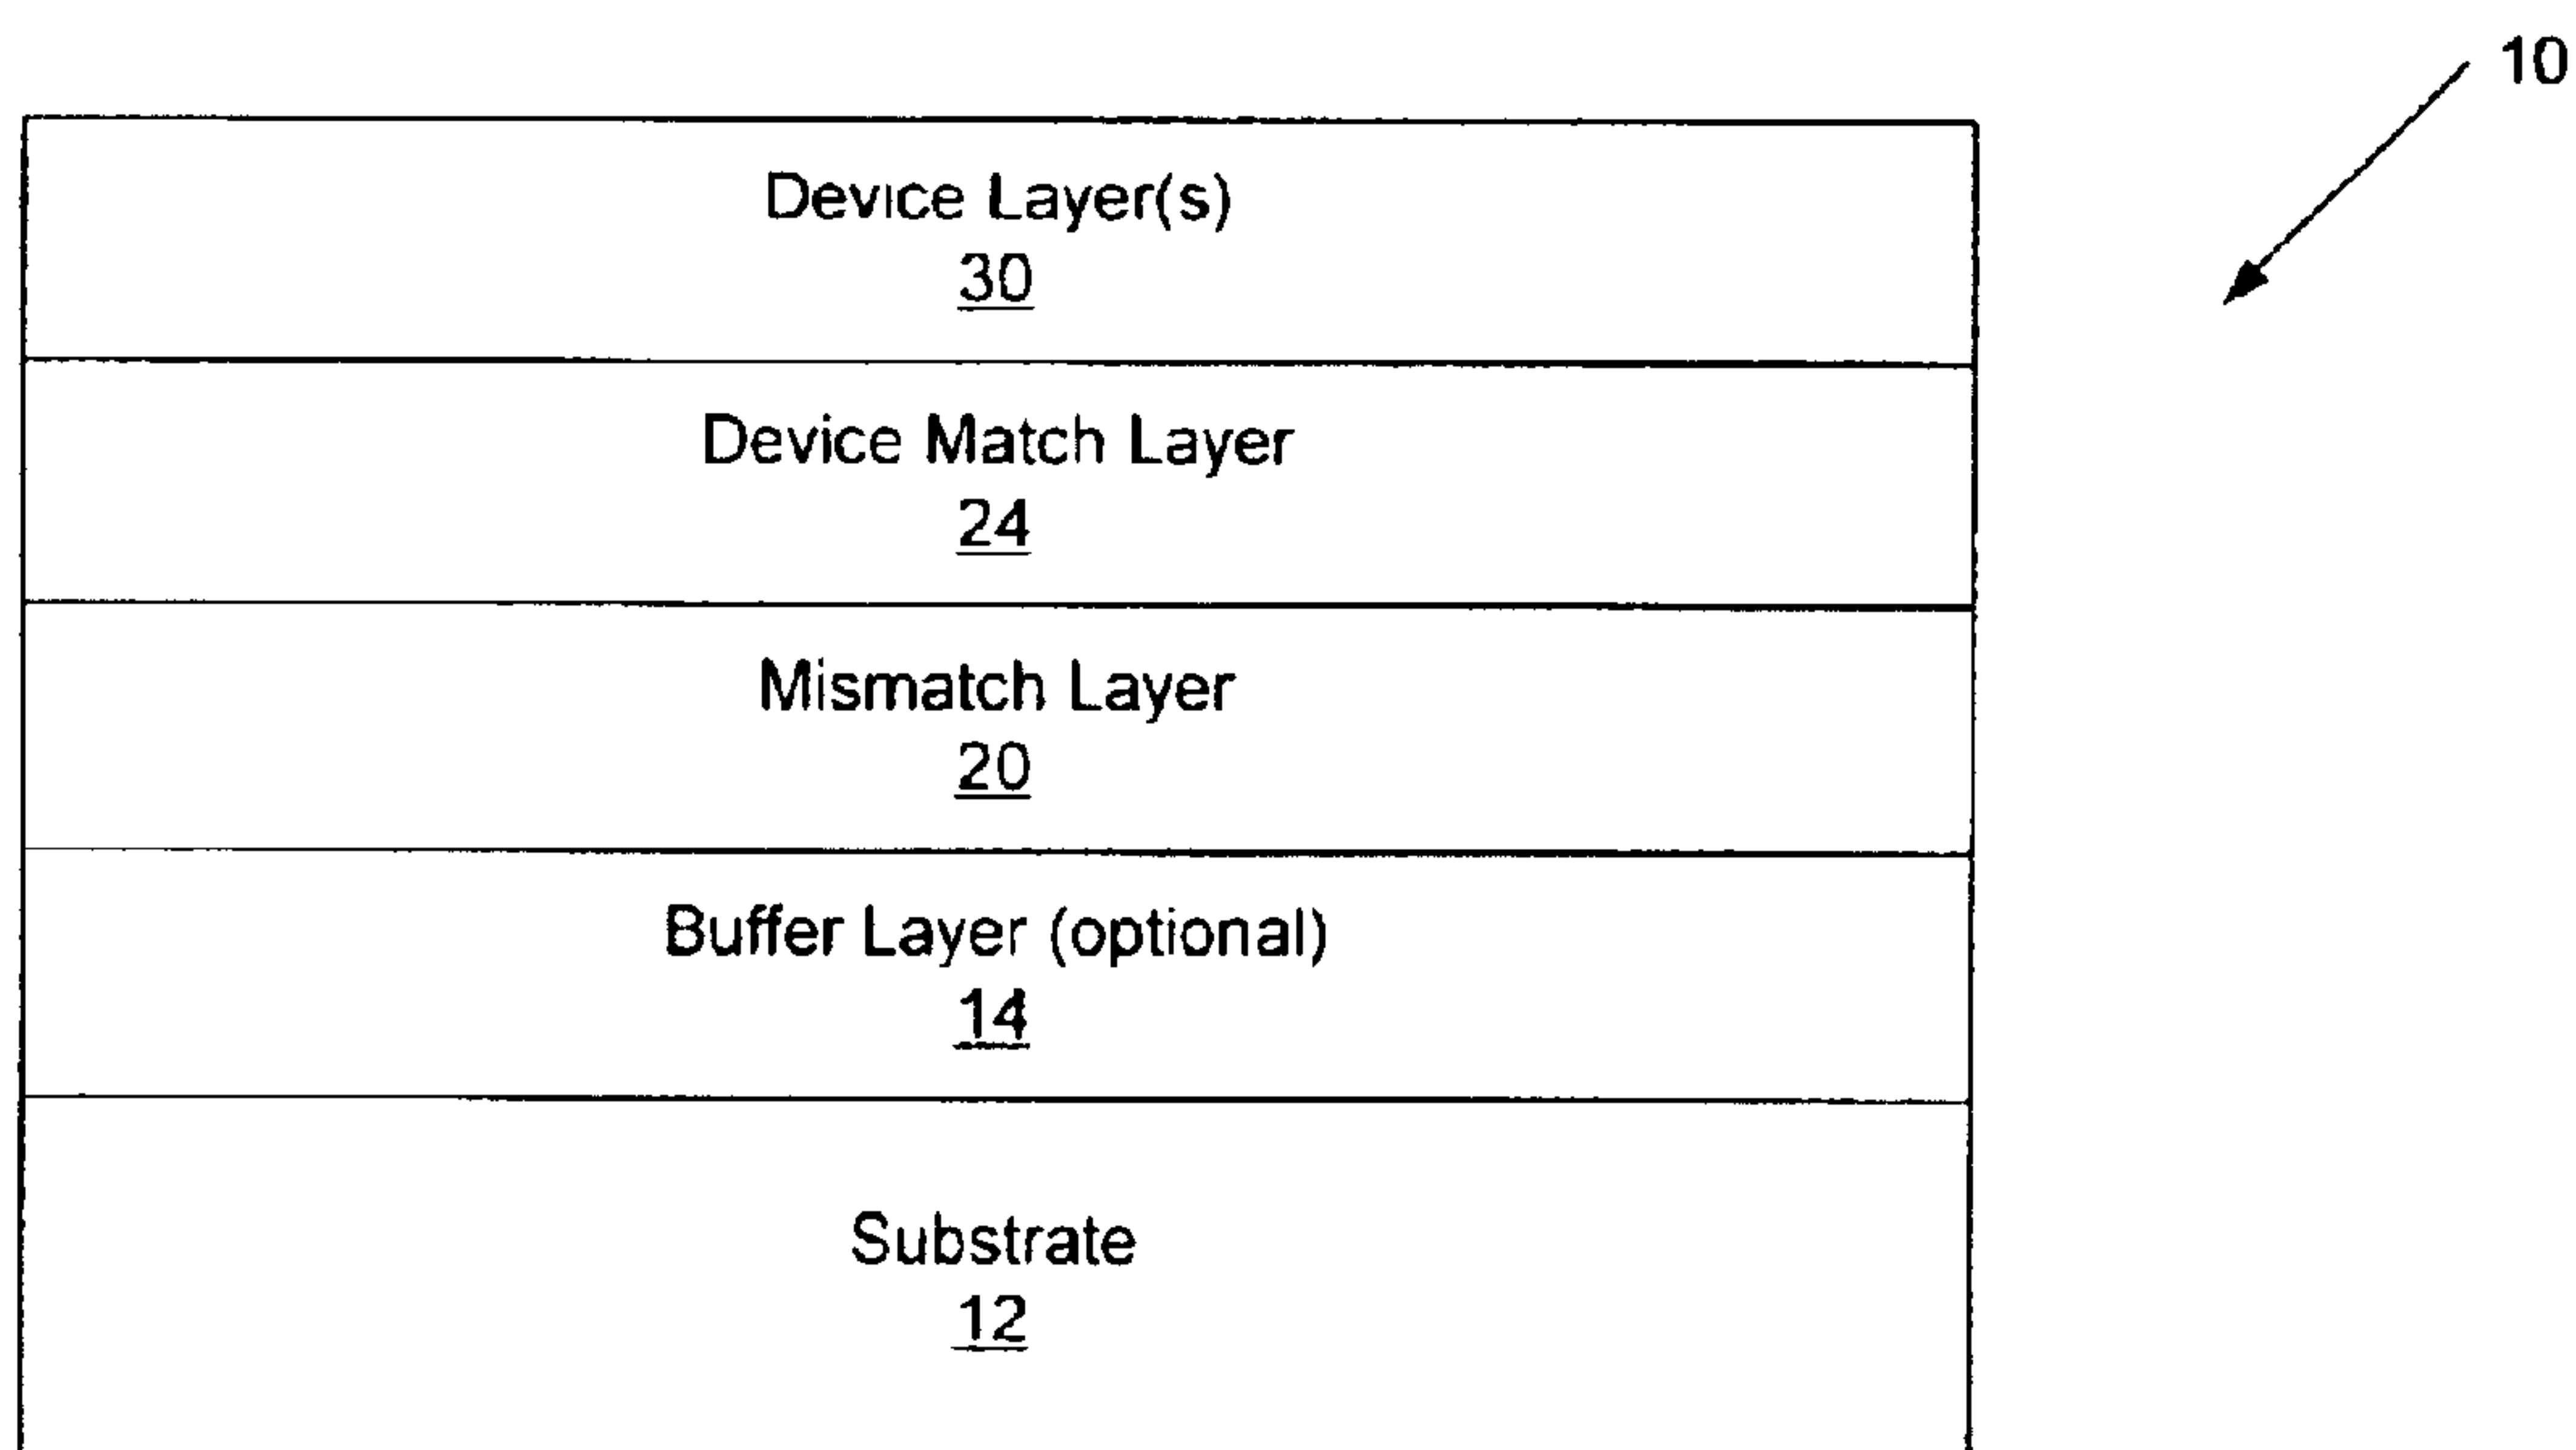 10
Device Layer(s)
30
Device Match Layer
24
Mismatch Layer
20
Buffer Layer (optional)
14
Substrate
12